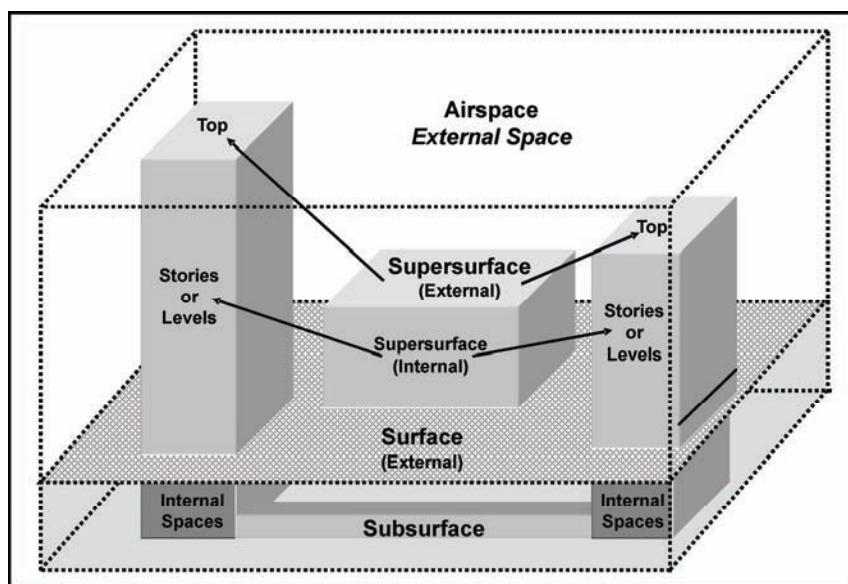 Airspace
External Space
Top
Top
Supersurface
(External)
Stories
or
Levels
Stories
or
Levels
Supersurface
(Internal)
Surface
(External)
Internal
Spaces
Internal
Spaces
Subsurface